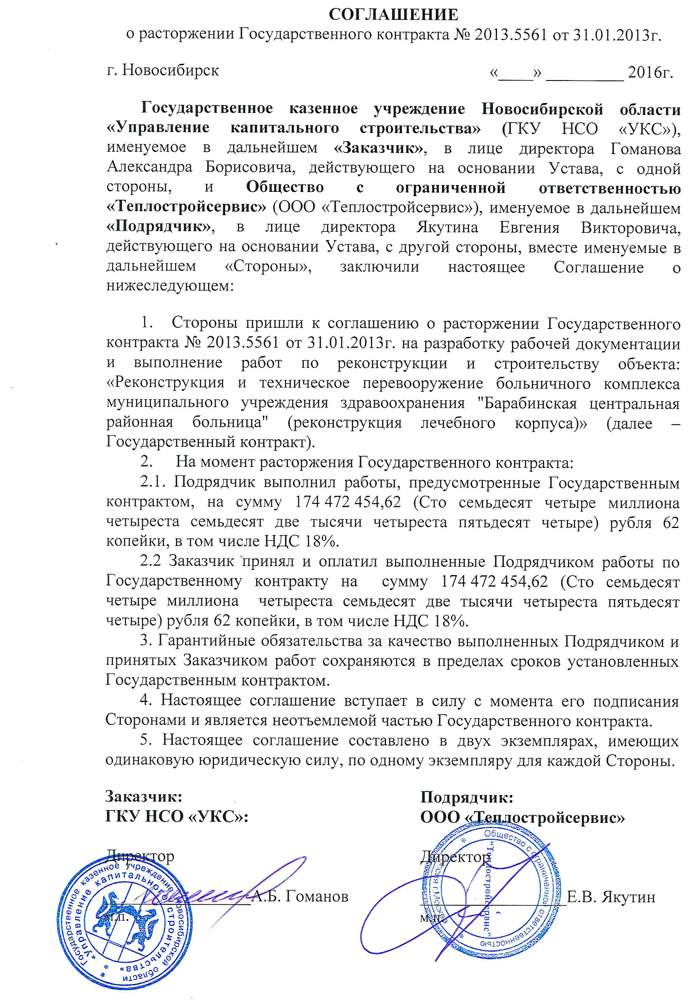 СОГЛАШЕНИЕ
о расторжении Государственного контракта № 2013.5561 от 31.01.2013г.
г. Новосибирск «____» _________ 2016г.
Государственное казенное учреждение Новосибирской области
«Управление капитального строительства» (ГКУ НСО «УКС»),
именуемое в дальнейшем «Заказчик», в лице директора Гоманова
Александра Борисовича, действующего на основании Устава, с одной
стороны, и Общество с ограниченной ответственностью
«Теплостройсервис» (ООО «Теплостройсервис»), именуемое в дальнейшем
«Подрядчик», в лице директора Якутина Евгения Викторовича,
действующего на основании Устава, с другой стороны, вместе именуемые в
дальнейшем «Стороны», заключили настоящее Соглашение о
нижеследующем:
1. Стороны пришли к соглашению о расторжении Государственного
контракта № 2013.5561 от 31.01.2013г. на разработку рабочей документации
и выполнение работ по реконструкции и строительству объекта:
«Реконструкция и техническое перевооружение больничного комплекса
муниципального учреждения здравоохранения "Барабинская центральная
районная больница" (реконструкция лечебного корпуса)» (далее –
Государственный контракт).
2. На момент расторжения Государственного контракта:
2.1. Подрядчик выполнил работы, предусмотренные Государственным
контрактом, на сумму 174 472 454,62 (Сто семьдесят четыре миллиона
четыреста семьдесят две тысячи четыреста пятьдесят четыре) рубля 62
копейки, в том числе НДС 18%.
2.2 Заказчик принял и оплатил выполненные Подрядчиком работы по
Государственному контракту на сумму 174 472 454,62 (Сто семьдесят
четыре миллиона четыреста семьдесят две тысячи четыреста пятьдесят
четыре) рубля 62 копейки, в том числе НДС 18%.
3. Гарантийные обязательства за качество выполненных Подрядчиком и
принятых Заказчиком работ сохраняются в пределах сроков установленных
Государственным контрактом.
4. Настоящее соглашение вступает в силу с момента его подписания
Сторонами и является неотъемлемой частью Государственного контракта.
5. Настоящее соглашение составлено в двух экземплярах, имеющих
одинаковую юридическую силу, по одному экземпляру для каждой Стороны.
Заказчик:
ГКУ НСО «УКС»:
Директор
А.Б. Гоманов
м.п.
Государственное казенное учреждение Новосибирской области
«Управление капитального строительства»
Подрядчик:
ООО «Теплостройсервис»
Директор
Е.В. Якутин
м.п.
Общество с ограниченной ответственностью
"Теплостройсервис"
г.Москва